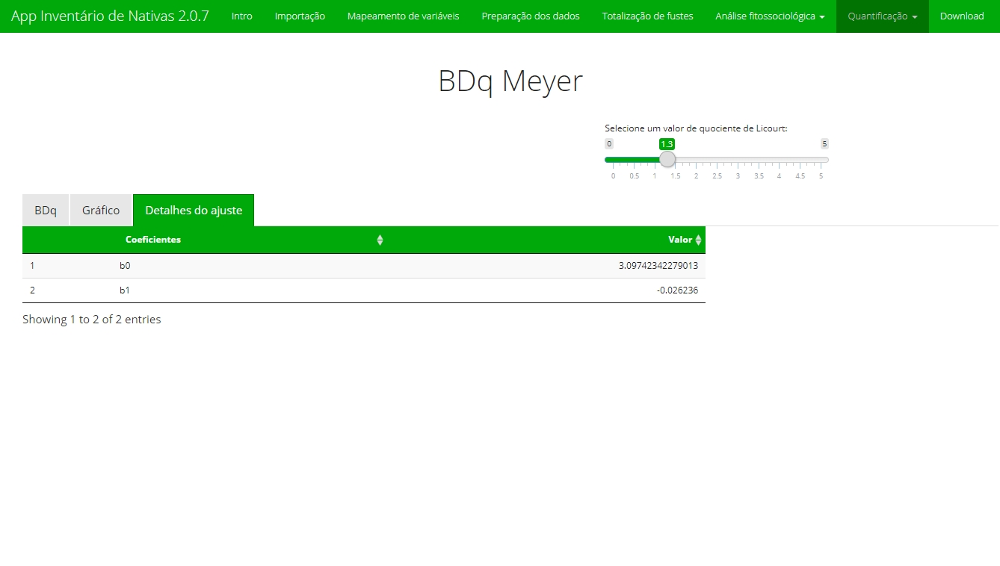 App Inventário de Nativas 2.0.7 Intro Importação Mapeamento de variáveis Preparação dos dados Totalização de fustes Análise fitossociológica Quantificação Download
BDq Meyer
Selecione um valor de quociente de Licourt:
0 1.3 5
0 0.5 1 1.5 2 2.5 3 3.5 4 4.5 5
BDq Gráfico Detalhes do ajuste
Coeficientes Valor
1 b0 3.09742342279013
2 b1 -0.026236
Showing 1 to 2 of 2 entries